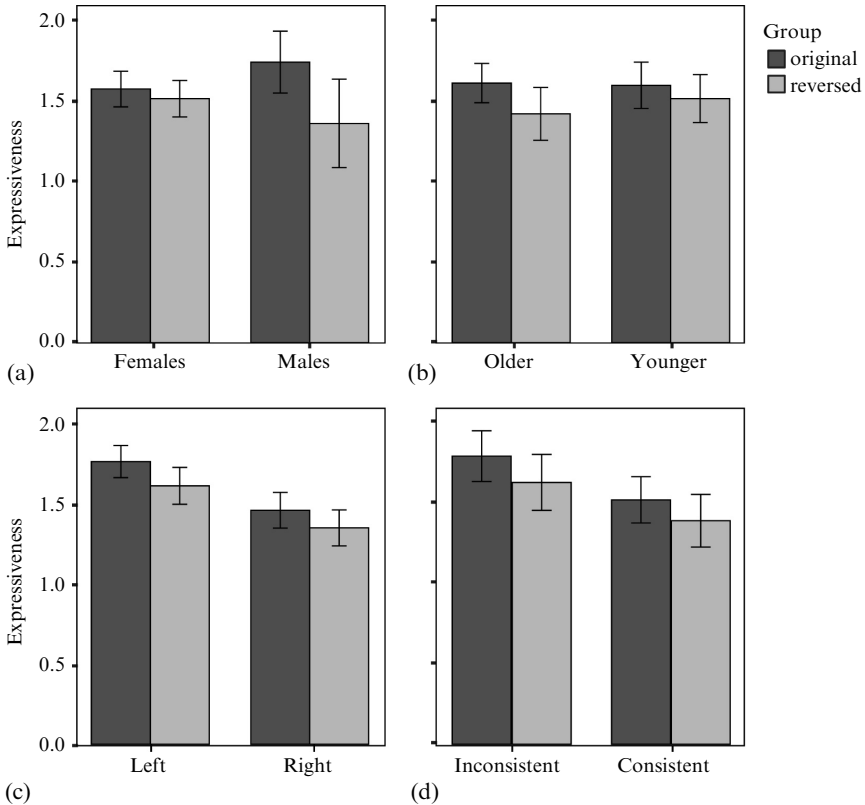 Group
original
reversed
Expressiveness
2.0
1.5
1.0
0.5
0.0
Females Males
(a)
Older Younger
(b)
Expressiveness
2.0
1.5
1.0
0.5
0.0
Left Right
(c)
Inconsistent Consistent
(d)